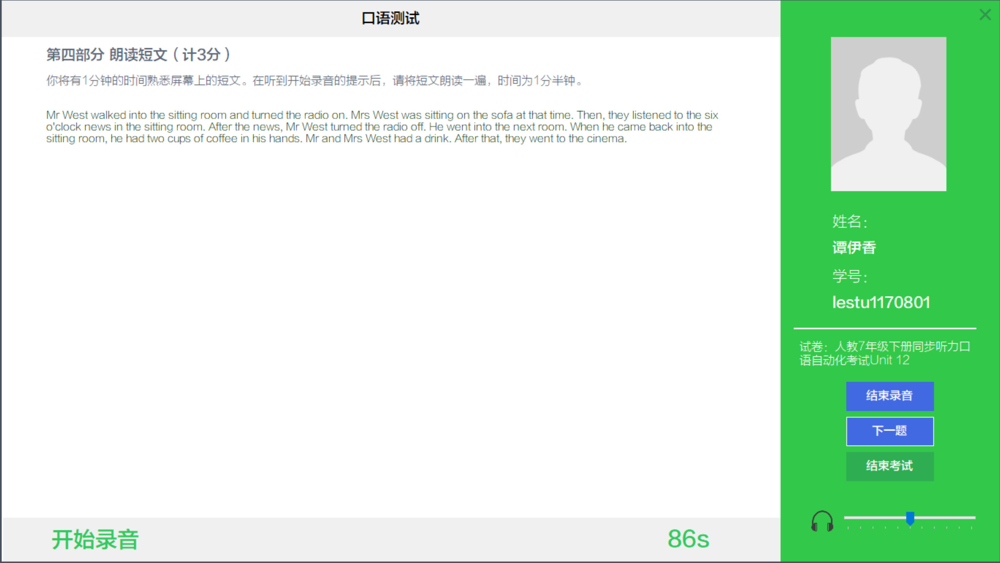 口语测试
第四部分 朗读短文（计3分）
你将有1分钟的时间熟悉屏幕上的短文。在听到开始录音的提示后，请将短文朗读一遍，时间为1分半钟。
Mr West walked into the sitting room and turned the radio on. Mrs West was sitting on the sofa at that time. Then, they listened to the six
o'clock news in the sitting room. After the news, Mr West turned the radio off. He went into the next room. When he came back into the
sitting room, he had two cups of coffee in his hands. Mr and Mrs West had a drink. After that, they went to the cinema.
开始录音
86s
姓名：
谭伊香
学号：
lestu1170801
试卷：人教7年级下册同步听力口
语自动化考试Unit 12
结束录音
下一题
结束考试